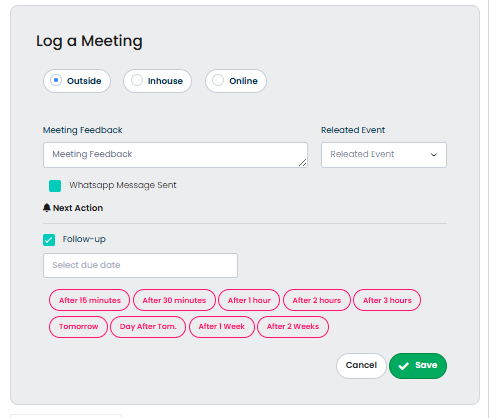 Log a Meeting
Outside Inhouse Online
Meeting Feedback Releated Event
Meeting Feedback Releated Event
Whatsapp Message Sent
Next Action
Follow-up
Select due date
After 15 minutes After 30 minutes After 1 hour After 2 hours After 3 hours
Tomorrow Day After Tom. After 1 Week After 2 Weeks
Cancel Save